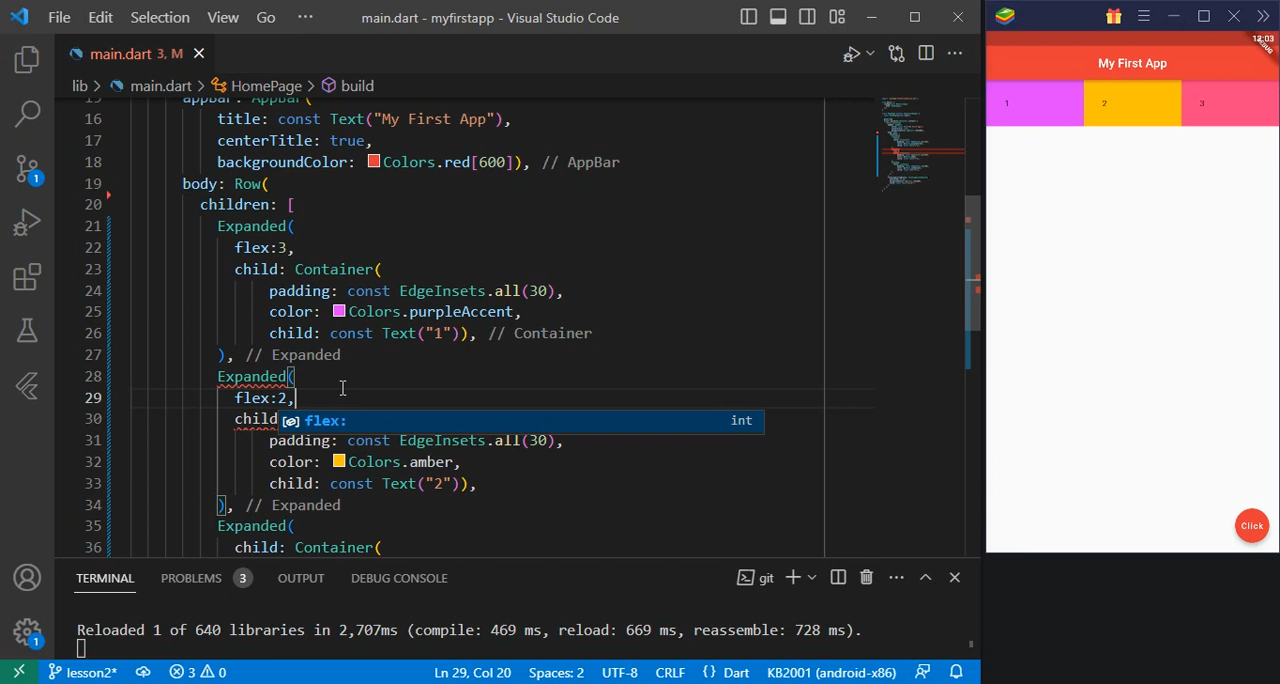 File Edit Selection View Go ··· main.dart - myfirstapp - Visual Studio Code
main.dart 3, M
lib > main.dart > HomePage > build
15 appBar: AppBar(
16 title: const Text("My First App"),
17 centerTitle: true,
18 backgroundColor: Colors.red[600]), // AppBar
19 body: Row(
20 children: [
21 Expanded(
22 flex:3,
23 child: Container(
24 padding: const EdgeInsets.all(30),
25 color: Colors.purpleAccent,
26 child: const Text("1")), // Container
27 ), // Expanded
28 Expanded(
29 flex:2,
30 child
flex: int
31 padding: const EdgeInsets.all(30),
32 color: Colors.amber,
33 child: const Text("2")),
34 ), // Expanded
35 Expanded(
36 child: Container(
TERMINAL PROBLEMS 3 OUTPUT DEBUG CONSOLE git
Reloaded 1 of 640 libraries in 2,707ms (compile: 469 ms, reload: 669 ms, reassemble: 728 ms).
1
1
lesson2* 3 0 Ln 29, Col 20 Spaces: 2 UTF-8 CRLF {} Dart KB2001 (android-x86)
12:03
My First App
1 2 3
Click